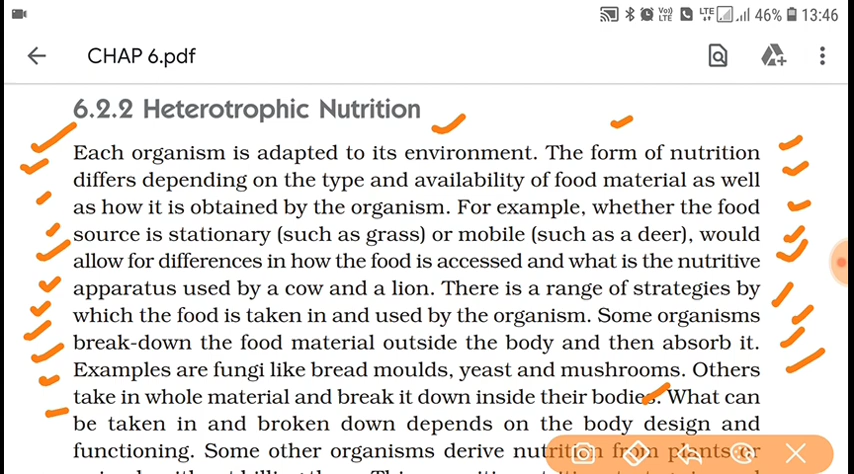 46% 13:46
CHAP 6.pdf
6.2.2 Heterotrophic Nutrition
Each organism is adapted to its environment. The form of nutrition
differs depending on the type and availability of food material as well
as how it is obtained by the organism. For example, whether the food
source is stationary (such as grass) or mobile (such as a deer), would
allow for differences in how the food is accessed and what is the nutritive
apparatus used by a cow and a lion. There is a range of strategies by
which the food is taken in and used by the organism. Some organisms
break-down the food material outside the body and then absorb it.
Examples are fungi like bread moulds, yeast and mushrooms. Others
take in whole material and break it down inside their bodies. What can
be taken in and broken down depends on the body design and
functioning. Some other organisms derive nutrition from plants or